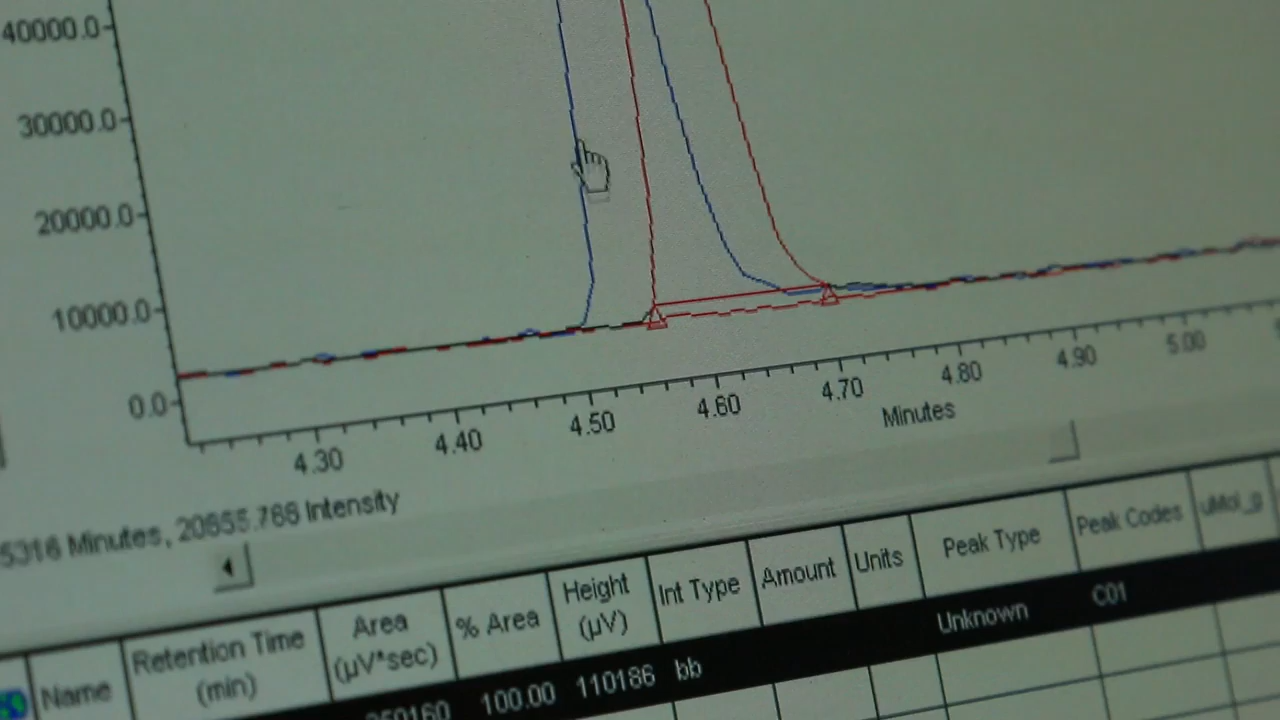 40000.0
30000.0
20000.0
10000.0
0.0
4.30 4.40 4.50 4.60 4.70 4.80 4.90 5.00
Minutes
5316 Minutes, 20655.766 Intensity
Name Retention Time (min) Area (µV*sec) % Area Height (µV) Int Type Amount Units Peak Type Peak Codes uMol_g
100.00 110186 bb Unknown C01